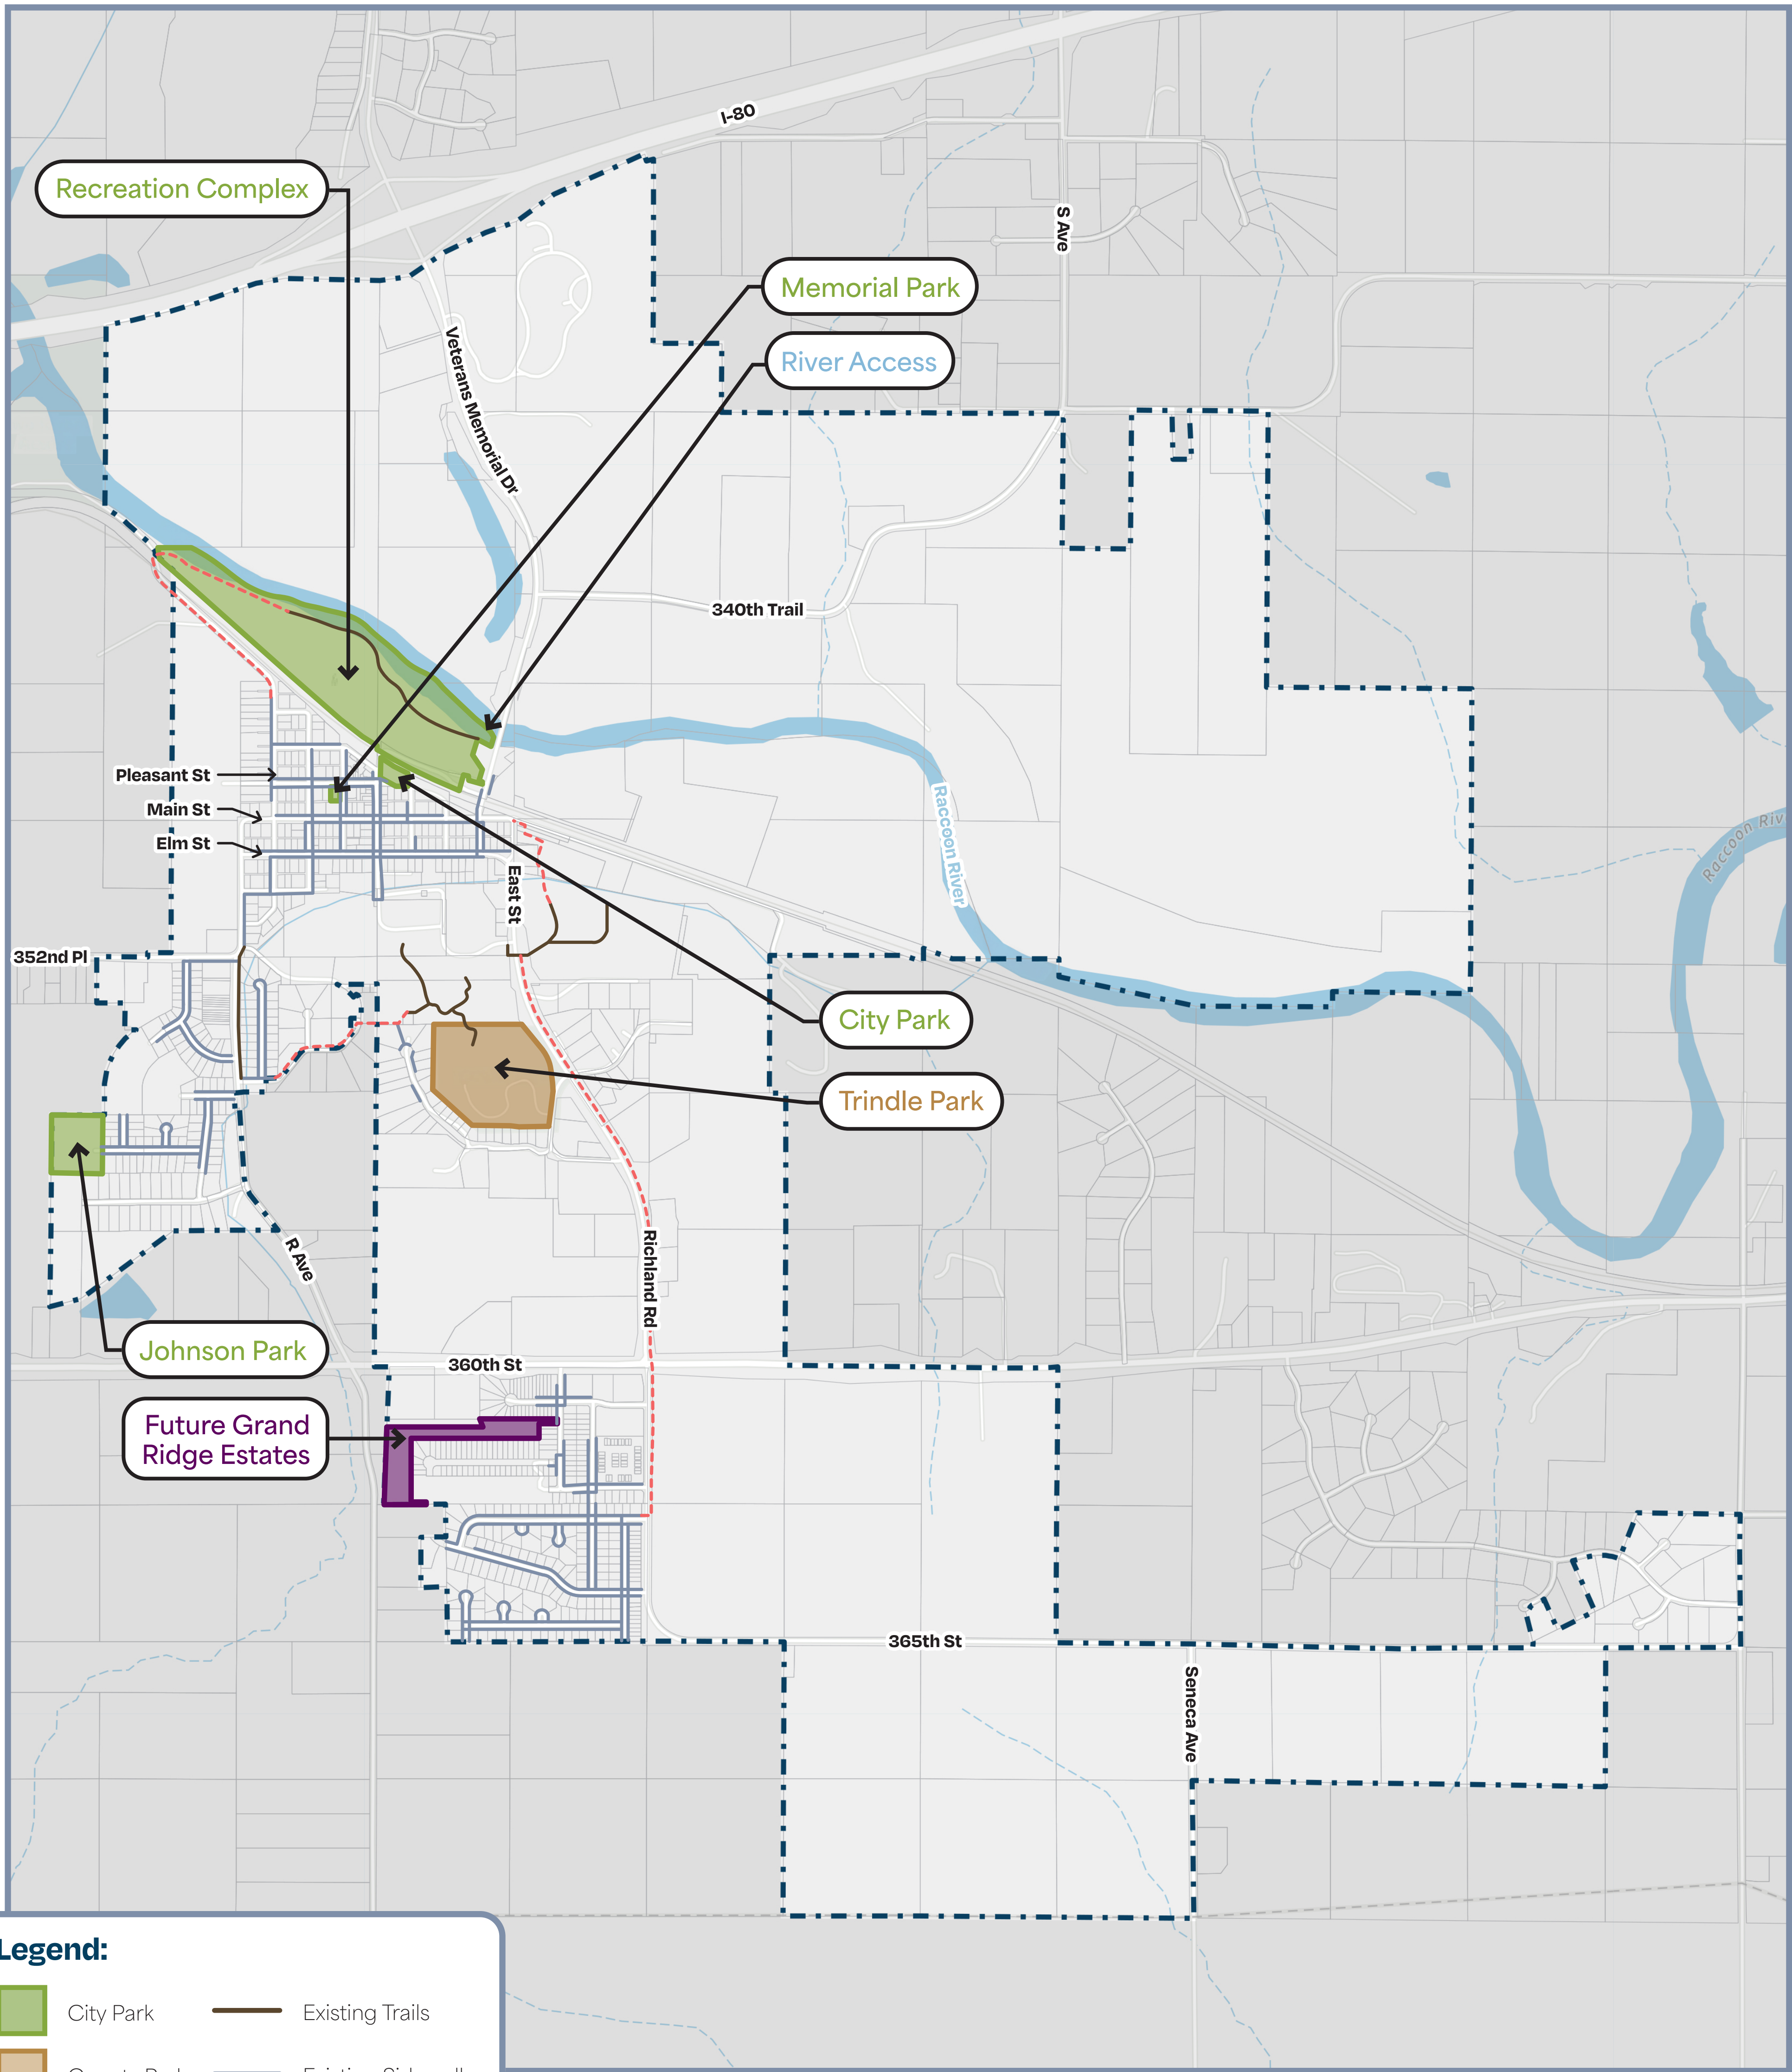 I-80
Recreation Complex
S Ave
Memorial Park
River Access
Veterans Memorial Dr
340th Trail
Pleasant St
Main St
Elm St
Raccoon River
Raccoon
East St
352nd Pl
City Park
Trindle Park
R Ave
Richland Rd
Johnson Park
360th St
Future Grand
Ridge Estates
365th St
Seneca Ave
Legend:
City Park
Existing Trails